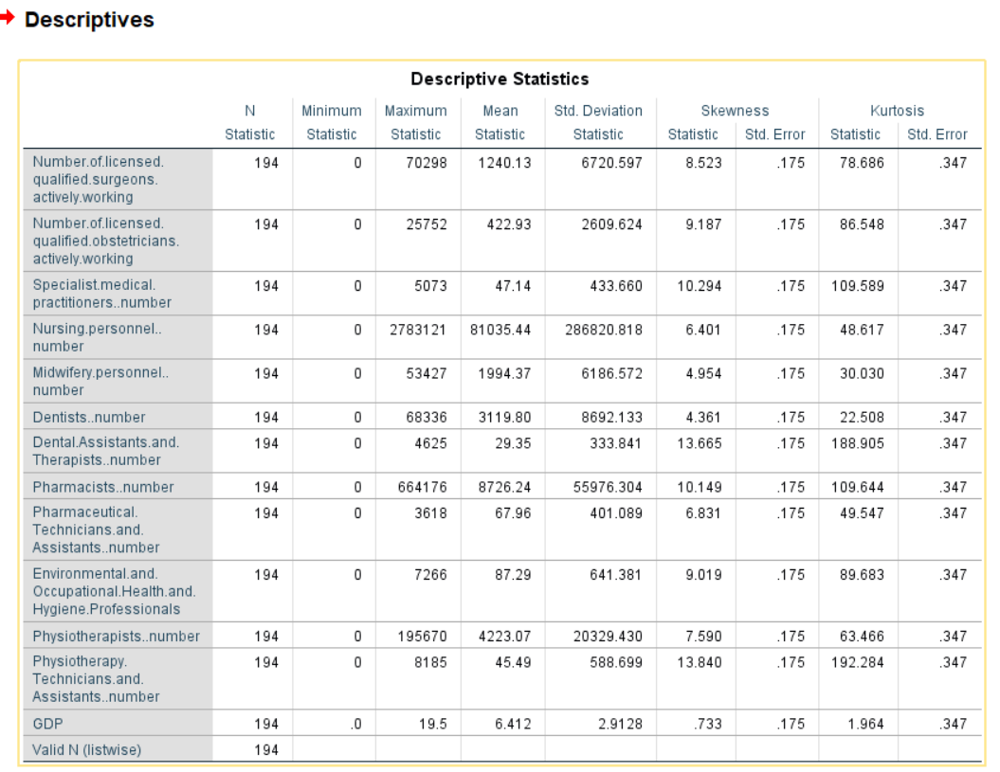 Descriptives
Descriptive Statistics
N Minimum Maximum Mean Std. Deviation Skewness Kurtosis
Statistic Statistic Statistic Statistic Statistic Statistic Std. Error Statistic Std. Error
Number.of.licensed.
qualified.surgeons.
actively.working
194 0 70298 1240.13 6720.597 8.523 .175 78.686 .347
Number.of.licensed.
qualified.obstetricians.
actively.working
194 0 25752 422.93 2609.624 9.187 .175 86.548 .347
Specialist.medical.
practitioners..number
194 0 5073 47.14 433.660 10.294 .175 109.589 .347
Nursing.personnel..
number
194 0 2783121 81035.44 286820.818 6.401 .175 48.617 .347
Midwifery.personnel..
number
194 0 53427 1994.37 6186.572 4.954 .175 30.030 .347
Dentists..number 194 0 68336 3119.80 8692.133 4.361 .175 22.508 .347
Dental.Assistants.and.
Therapists..number
194 0 4625 29.35 333.841 13.665 .175 188.905 .347
Pharmacists..number 194 0 664176 8726.24 55976.304 10.149 .175 109.644 .347
Pharmaceutical.
Technicians.and.
Assistants..number
194 0 3618 67.96 401.089 6.831 .175 49.547 .347
Environmental.and.
Occupational.Health.and.
Hygiene.Professionals
194 0 7266 87.29 641.381 9.019 .175 89.683 .347
Physiotherapists..number 194 0 195670 4223.07 20329.430 7.590 .175 63.466 .347
Physiotherapy.
Technicians.and.
Assistants..number
194 0 8185 45.49 588.699 13.840 .175 192.284 .347
GDP 194 .0 19.5 6.412 2.9128 .733 .175 1.964 .347
Valid N (listwise) 194